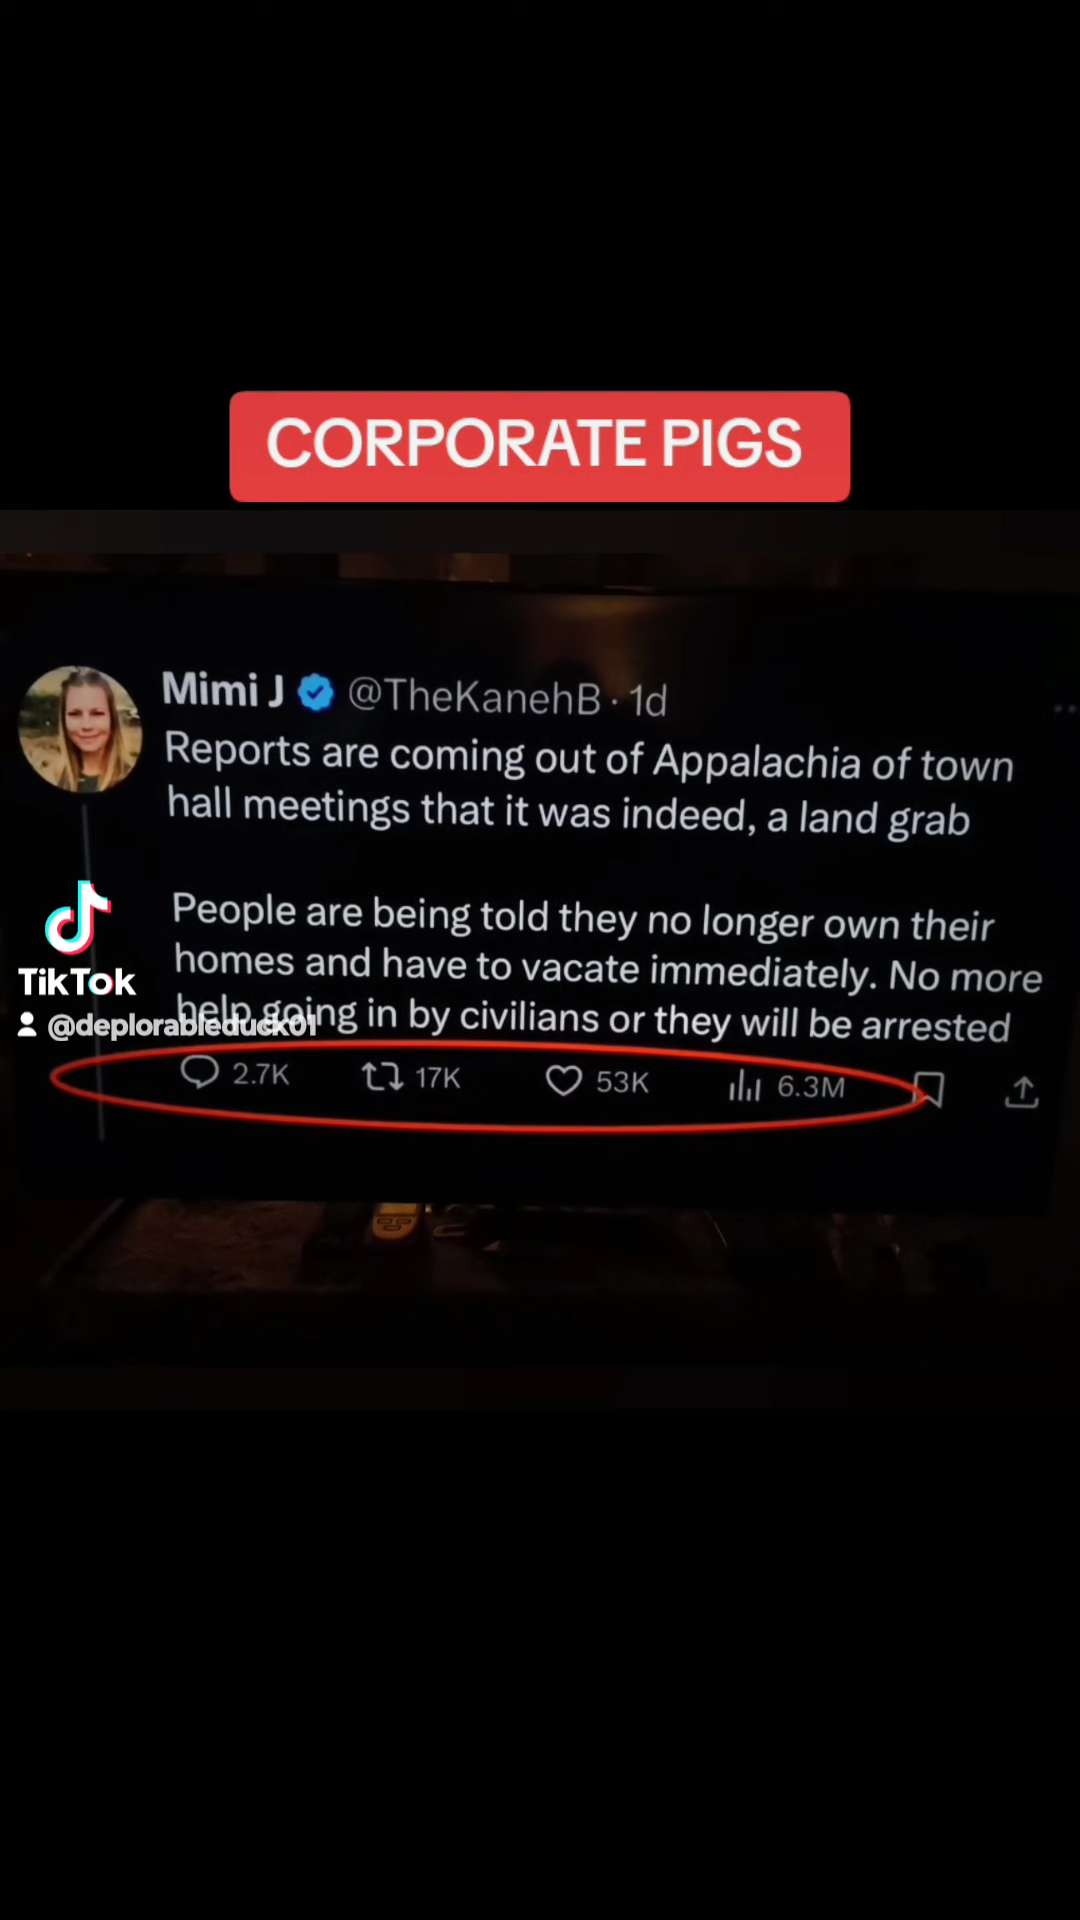 CORPORATE PIGS
Mimi J @TheKanehB · 1d
Reports are coming out of Appalachia of town
hall meetings that it was indeed, a land grab
People are being told they no longer own their
homes and have to vacate immediately. No more
help going in by civilians or they will be arrested
TikTok
@deplorableduck01
2.7K 17K 53K 6.3M